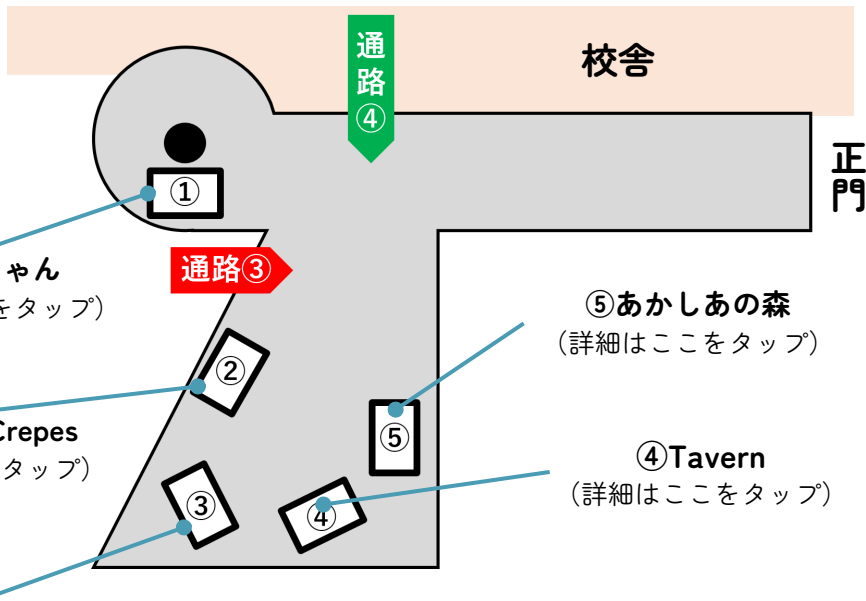 校舎
通路④
正門
①
通路③
ゃん
をタップ）
⑤あかしあの森
（詳細はここをタップ）
②
Crepes
タップ）
⑤
④Tavern
（詳細はここをタップ）
③
④